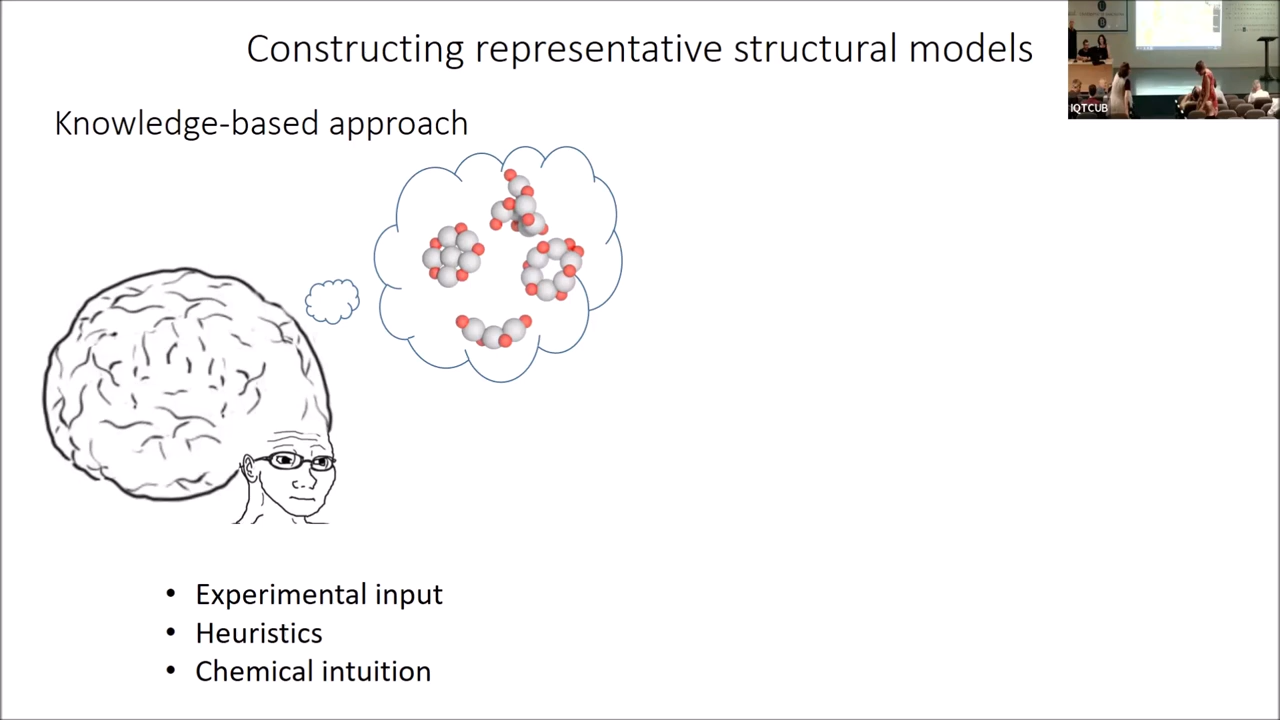 Constructing representative structural models
Knowledge-based approach
IQTCUB
• Experimental input
• Heuristics
• Chemical intuition